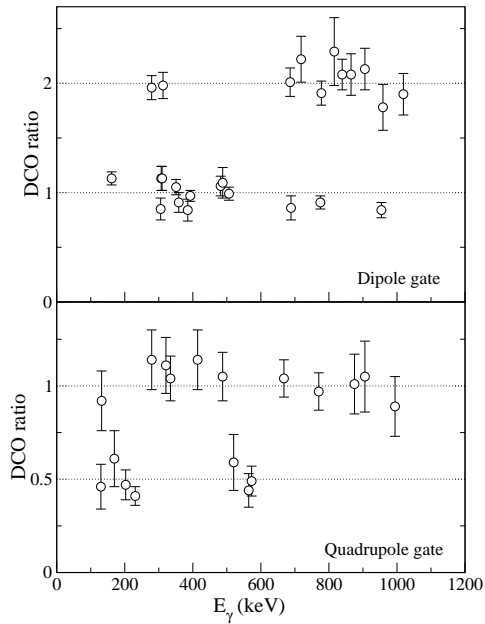 2
1
0
DCO ratio
Dipole gate
1
0.5
0
DCO ratio
Quadrupole gate
0 200 400 600 800 1000 1200
Eγ (keV)